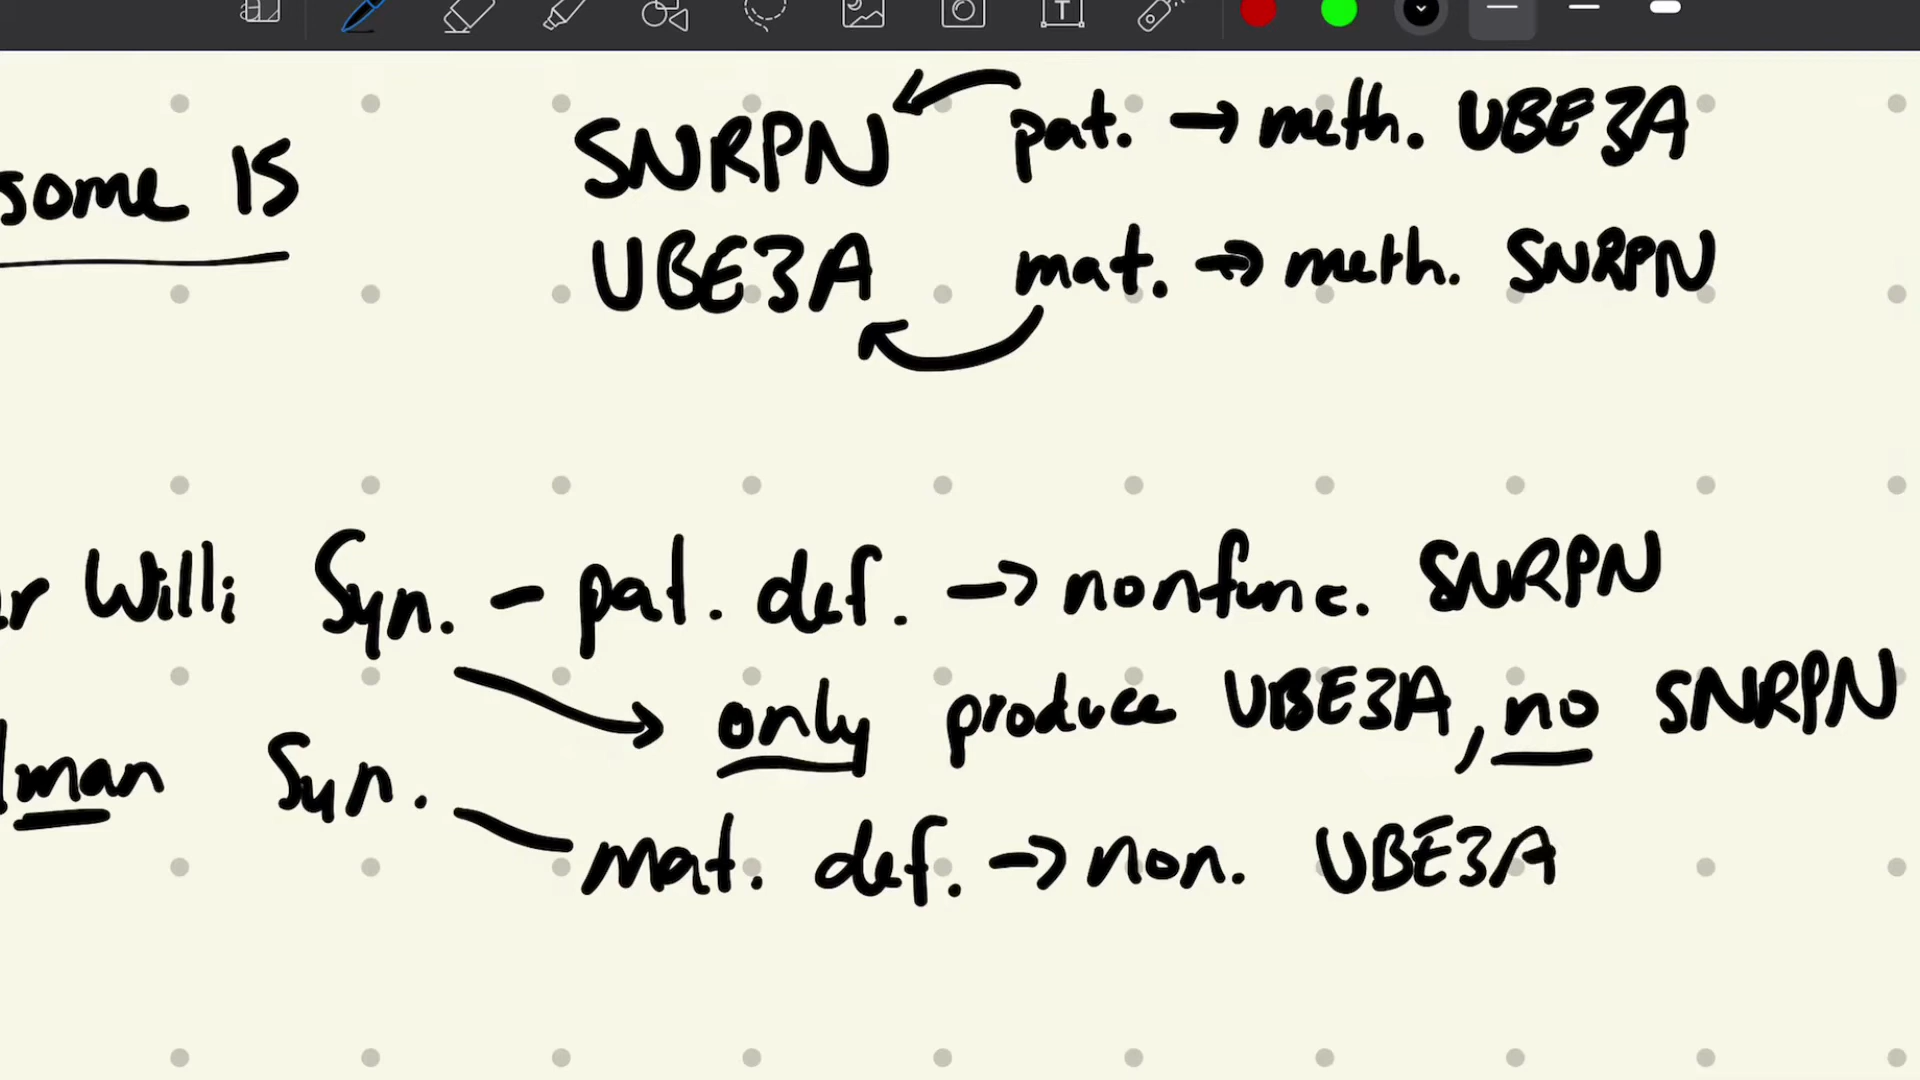 SNRPN pat. → meth. UBE3A
some 15
UBE3A mat. → meth. SNRPN
r Willi Syn. - pat. def. → nonfunc. SNRPN
only produce UBE3A, no SNRPN
lman Syn.
mat. def. → non. UBE3A